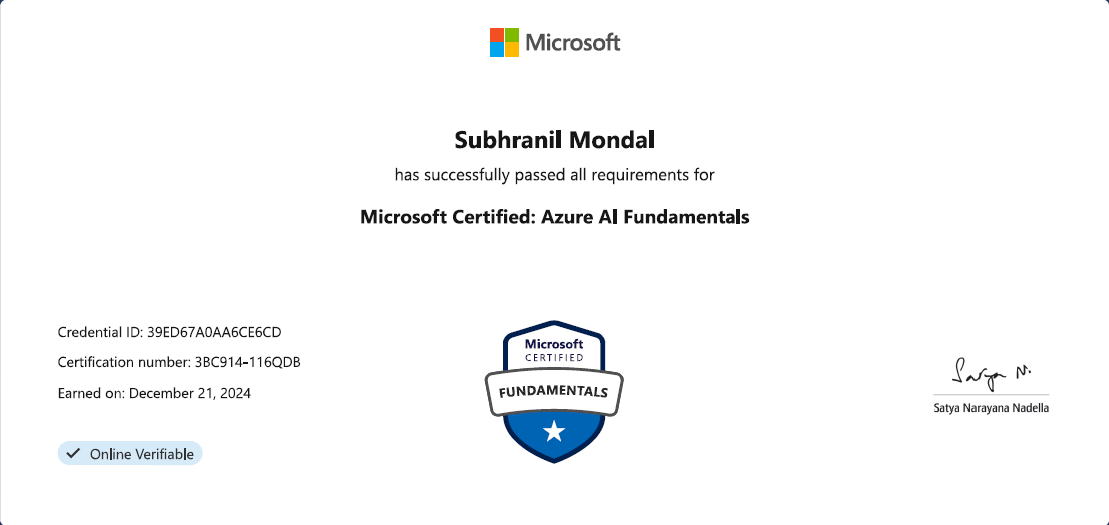 Microsoft
Subhranil Mondal
has successfully passed all requirements for
Microsoft Certified: Azure AI Fundamentals
Credential ID: 39ED67A0AA6CE6CD
Certification number: 3BC914-116QDB
Earned on: December 21, 2024
Online Verifiable
Microsoft
CERTIFIED
FUNDAMENTALS
Satya N.
Satya Narayana Nadella